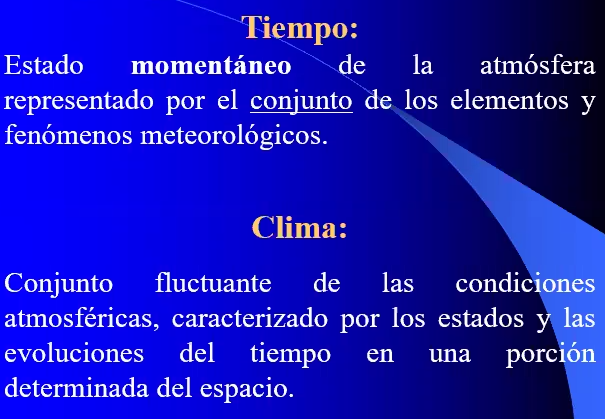 Tiempo:
Estado momentáneo de la atmósfera
representado por el conjunto de los elementos y
fenómenos meteorológicos.
Clima:
Conjunto fluctuante de las condiciones
atmosféricas, caracterizado por los estados y las
evoluciones del tiempo en una porción
determinada del espacio.